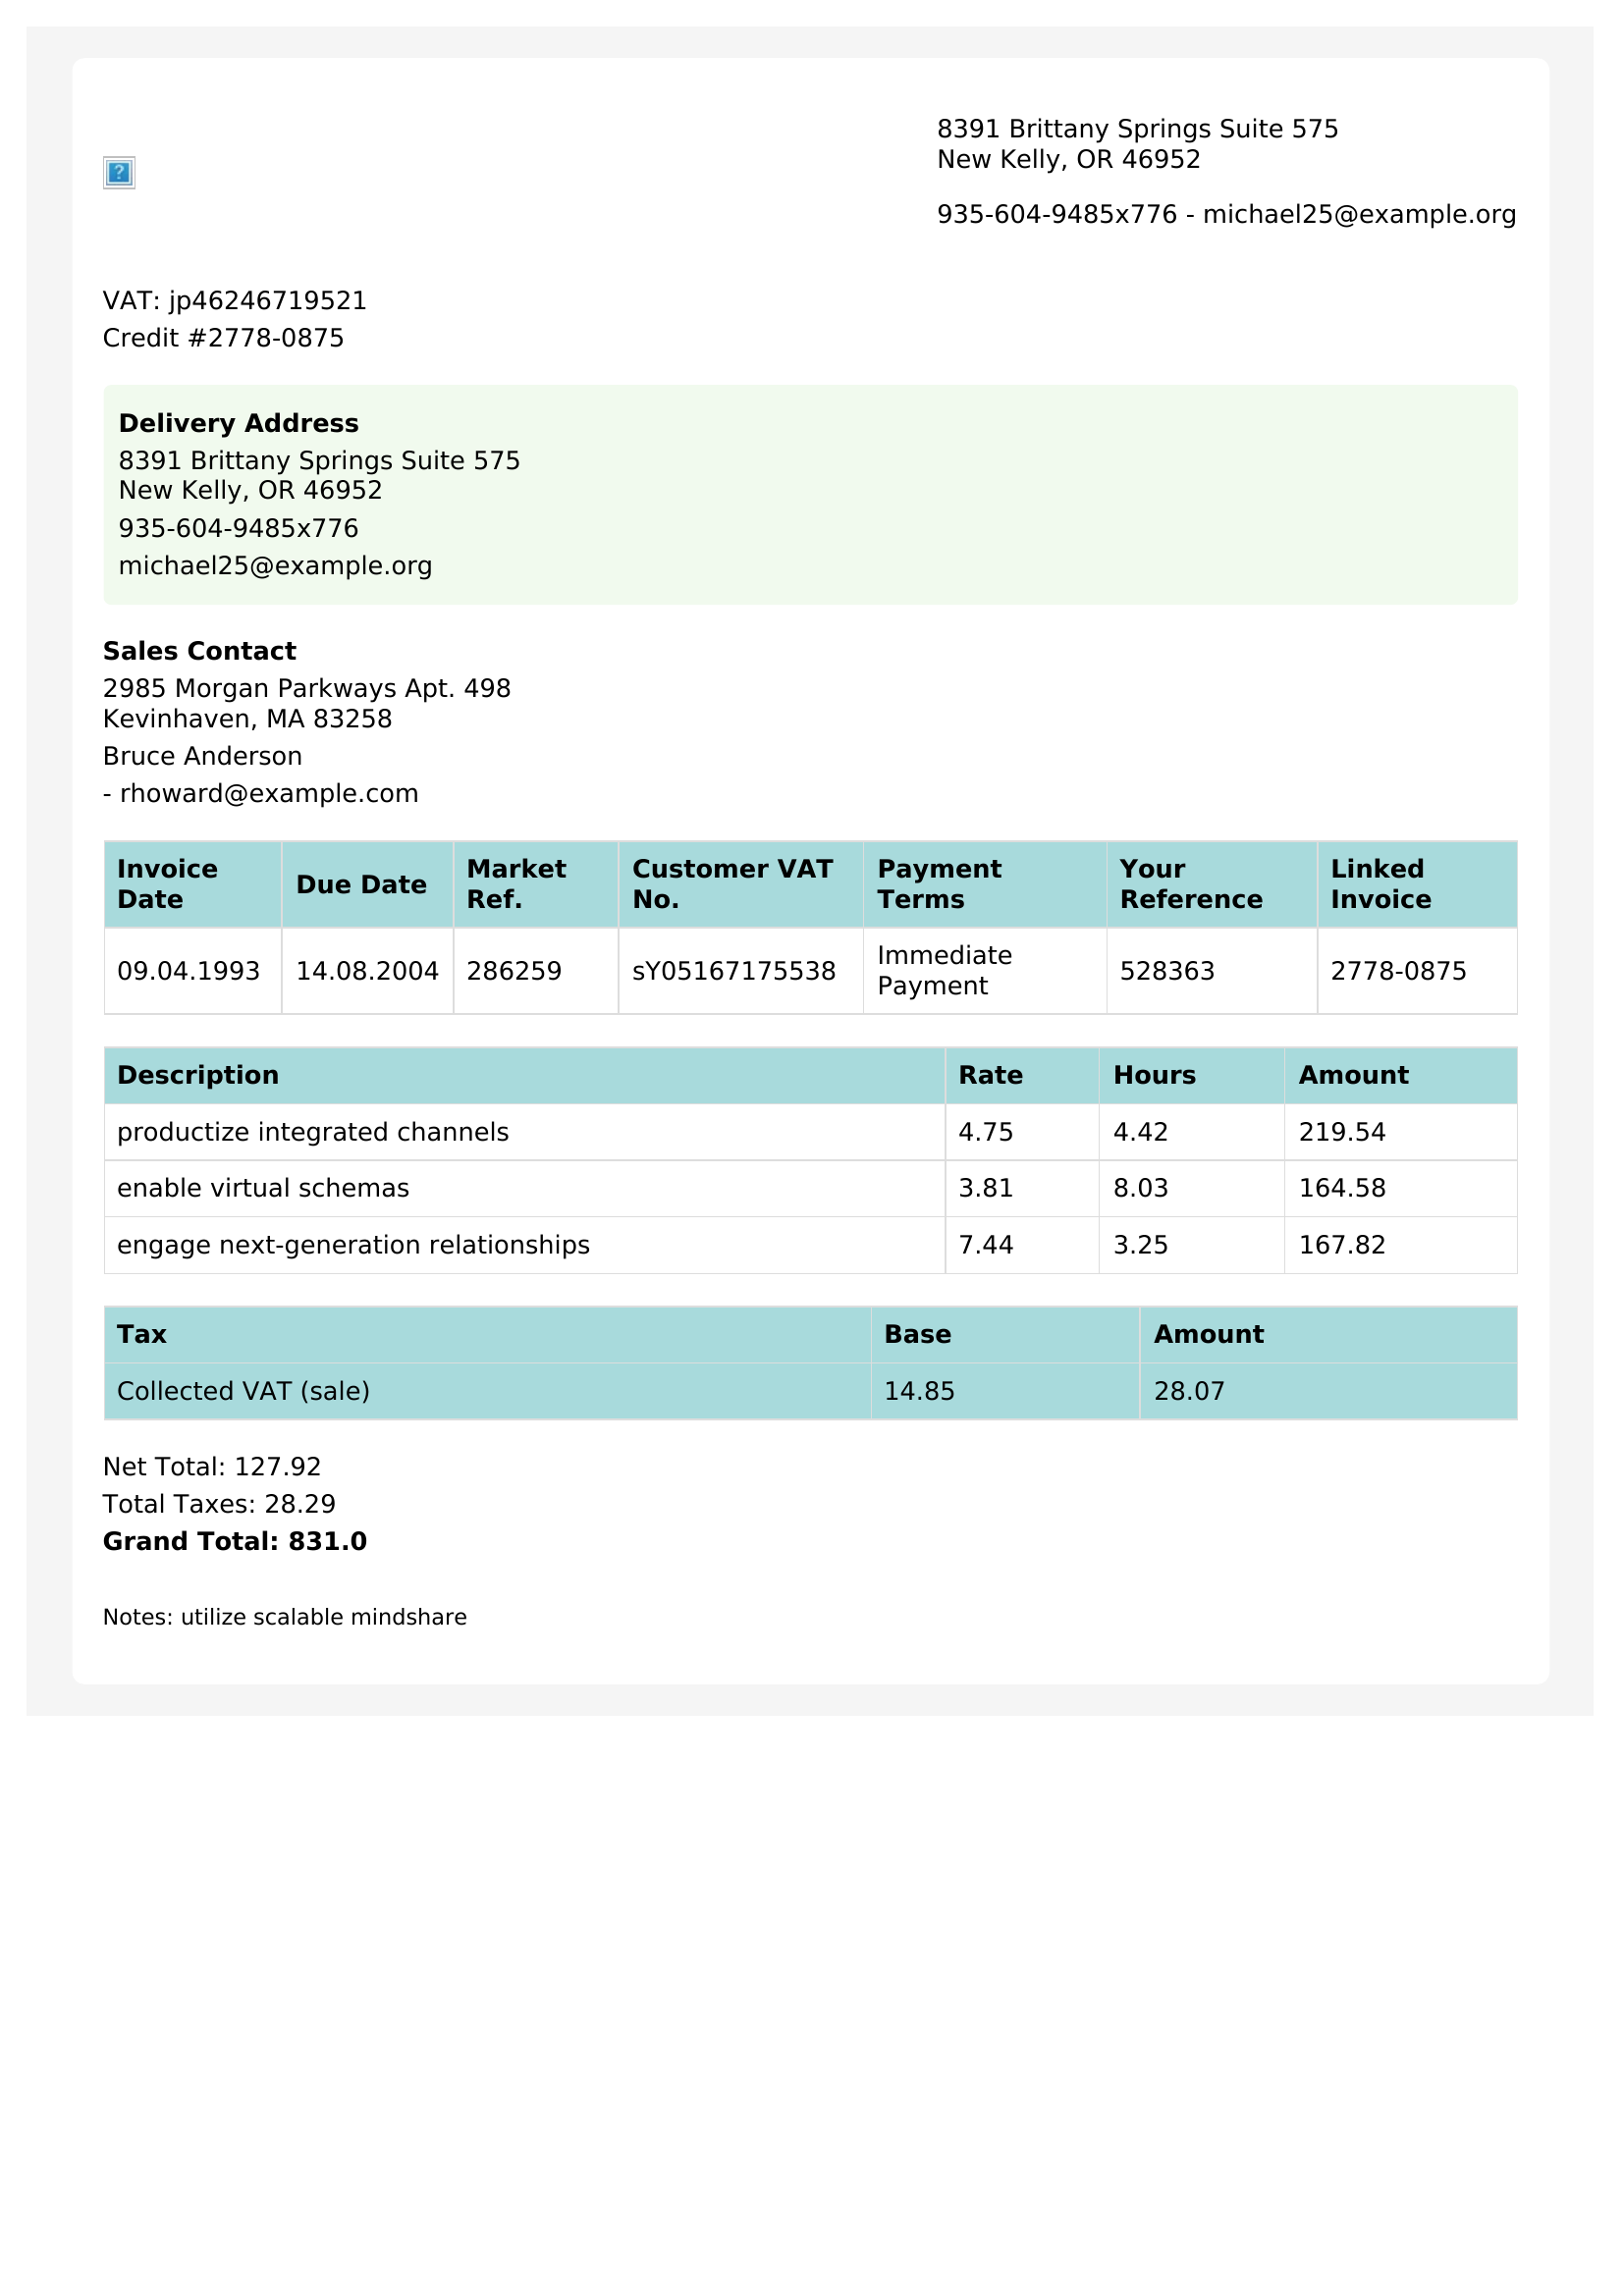 8391 Brittany Springs Suite 575
New Kelly, OR 46952
935-604-9485x776 - michael25@example.org
VAT: jp46246719521
Credit #2778-0875
Delivery Address
8391 Brittany Springs Suite 575
New Kelly, OR 46952
935-604-9485x776
michael25@example.org
Sales Contact
2985 Morgan Parkways Apt. 498
Kevinhaven, MA 83258
Bruce Anderson
- rhoward@example.com
Invoice Date Due Date Market Ref. Customer VAT No. Payment Terms Your Reference Linked Invoice
09.04.1993 14.08.2004 286259 sY05167175538 Immediate Payment 528363 2778-0875
Description Rate Hours Amount
productize integrated channels 4.75 4.42 219.54
enable virtual schemas 3.81 8.03 164.58
engage next-generation relationships 7.44 3.25 167.82
Tax Base Amount
Collected VAT (sale) 14.85 28.07
Net Total: 127.92
Total Taxes: 28.29
Grand Total: 831.0
Notes: utilize scalable mindshare